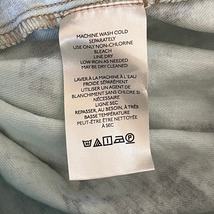 MACHINE WASH COLD
SEPARATELY
USE ONLY NON-CHLORINE
BLEACH
LINE DRY
LOW IRON AS NEEDED
MAY BE DRY CLEANED
LAVER À LA MACHINE À L'EAU
FROIDE SÉPARÉMENT
UTILISER UN AGENT DE
BLANCHIMENT SANS CHLORE SI
NÉCESSAIRE
LIGNE SEC
REPASSER, AU BESOIN, À TRÈS
BASSE TEMPÉRATURE
PEUT ÊTRE NETTOYÉ
À SEC